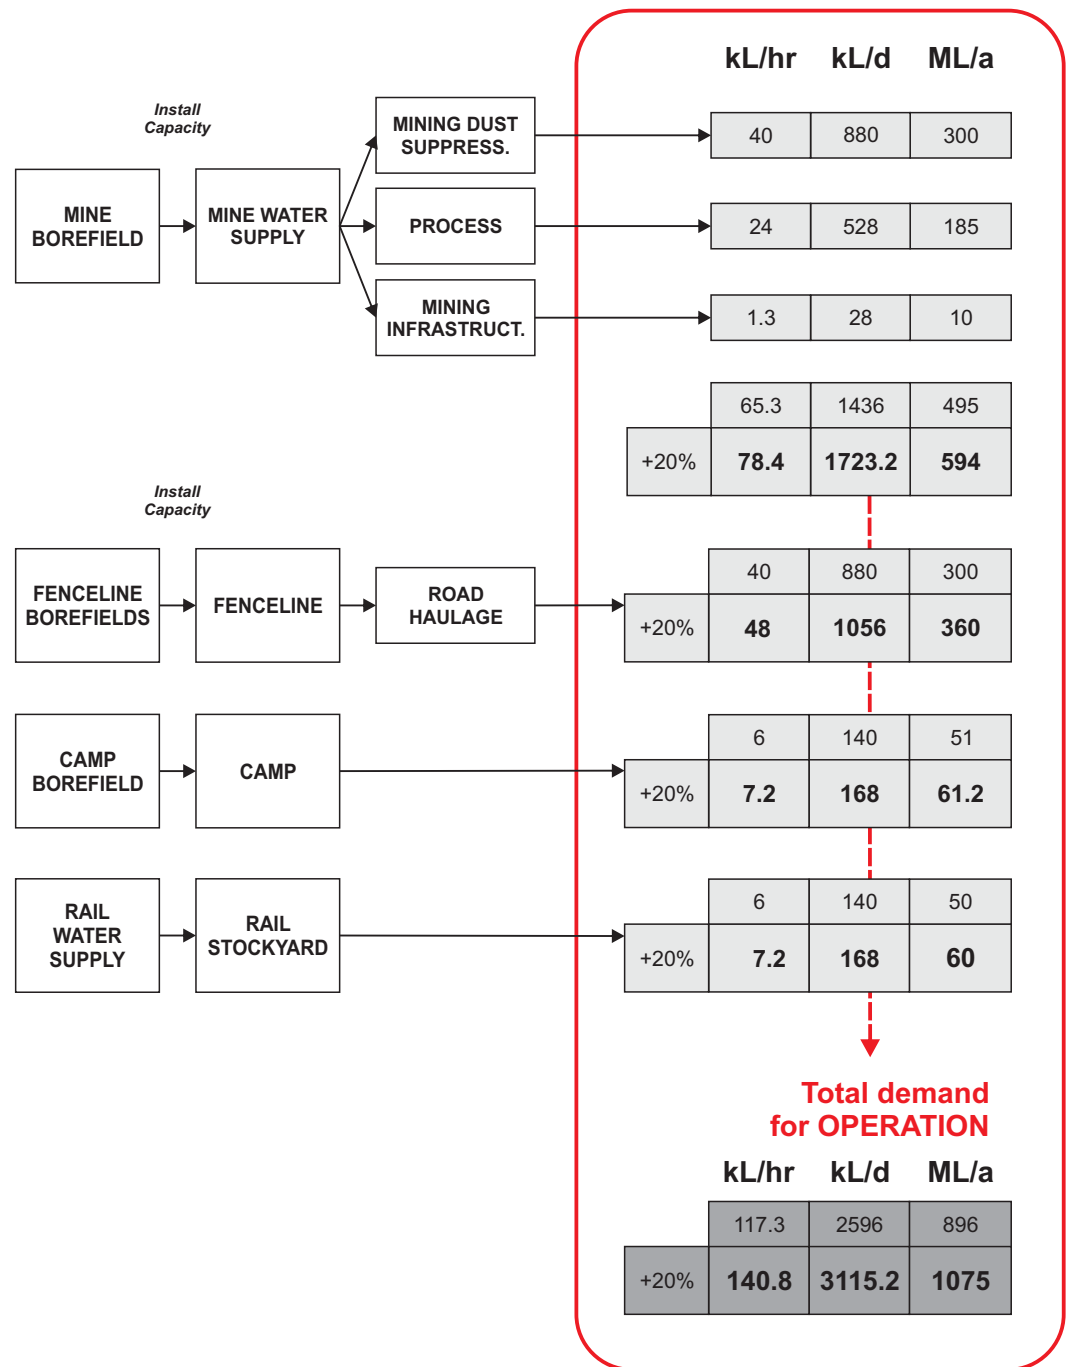 kL/hr kL/d ML/a
Install
Capacity
MINING DUST
SUPPRESS.
40 880 300
MINE
BOREFIELD
MINE WATER
SUPPLY
PROCESS
24 528 185
MINING
INFRASTRUCT.
1.3 28 10
65.3 1436 495
+20% 78.4 1723.2 594
Install
Capacity
FENCELINE
BOREFIELDS
FENCELINE
ROAD
HAULAGE
40 880 300
+20% 48 1056 360
CAMP
BOREFIELD
CAMP
6 140 51
+20% 7.2 168 61.2
RAIL
WATER
SUPPLY
RAIL
STOCKYARD
6 140 50
+20% 7.2 168 60
Total demand
for OPERATION
kL/hr kL/d ML/a
117.3 2596 896
+20% 140.8 3115.2 1075